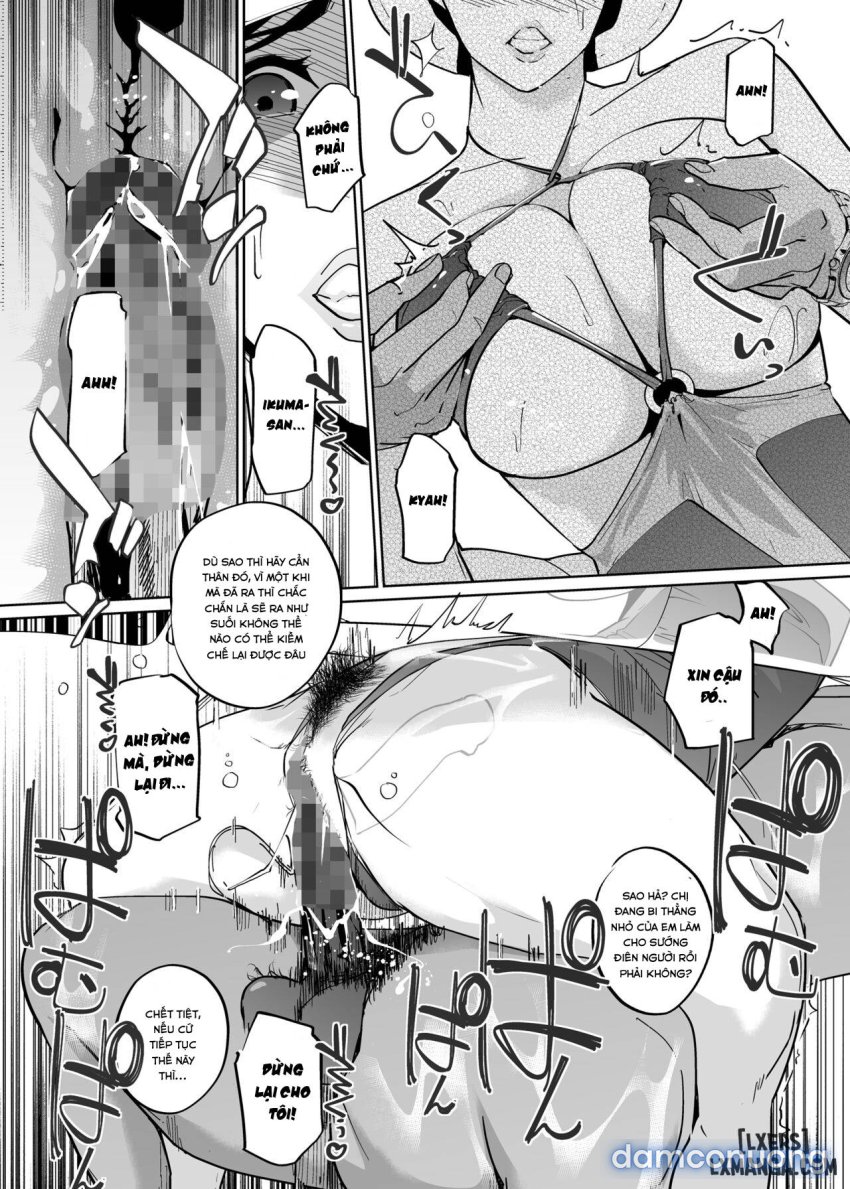 AHN!
KHÔNG
PHẢI
CHỨ...
AHH!
IKUMA-
SAN...
KYAH!
DÙ SAO THÌ HÃY CẨN
THẬN ĐÓ, VÌ MỘT KHI
MÀ ĐÃ RA THÌ CHẮC
CHẮN LÀ SẼ RA NHƯ
SUỐI KHÔNG THỂ
NÀO CÓ THỂ KIỀM
CHẾ LẠI ĐƯỢC ĐÂU
AH!
XIN CẬU
ĐÓ..
AH! ĐỪNG
MÀ, ĐỪNG
LẠI ĐI...
SAO HẢ? CHỊ
ĐANG BỊ THẰNG
NHỎ CỦA EM LÀM
CHO SƯỚNG
ĐIÊN NGƯỜI RỒI
PHẢI KHÔNG?
CHẾT TIỆT,
NẾU CỨ
TIẾP TỤC
THẾ NÀY
THÌ...
ĐỪNG
LẠI CHO
TÔI!
[LXERS]
LXMANGA.COM
damconuong